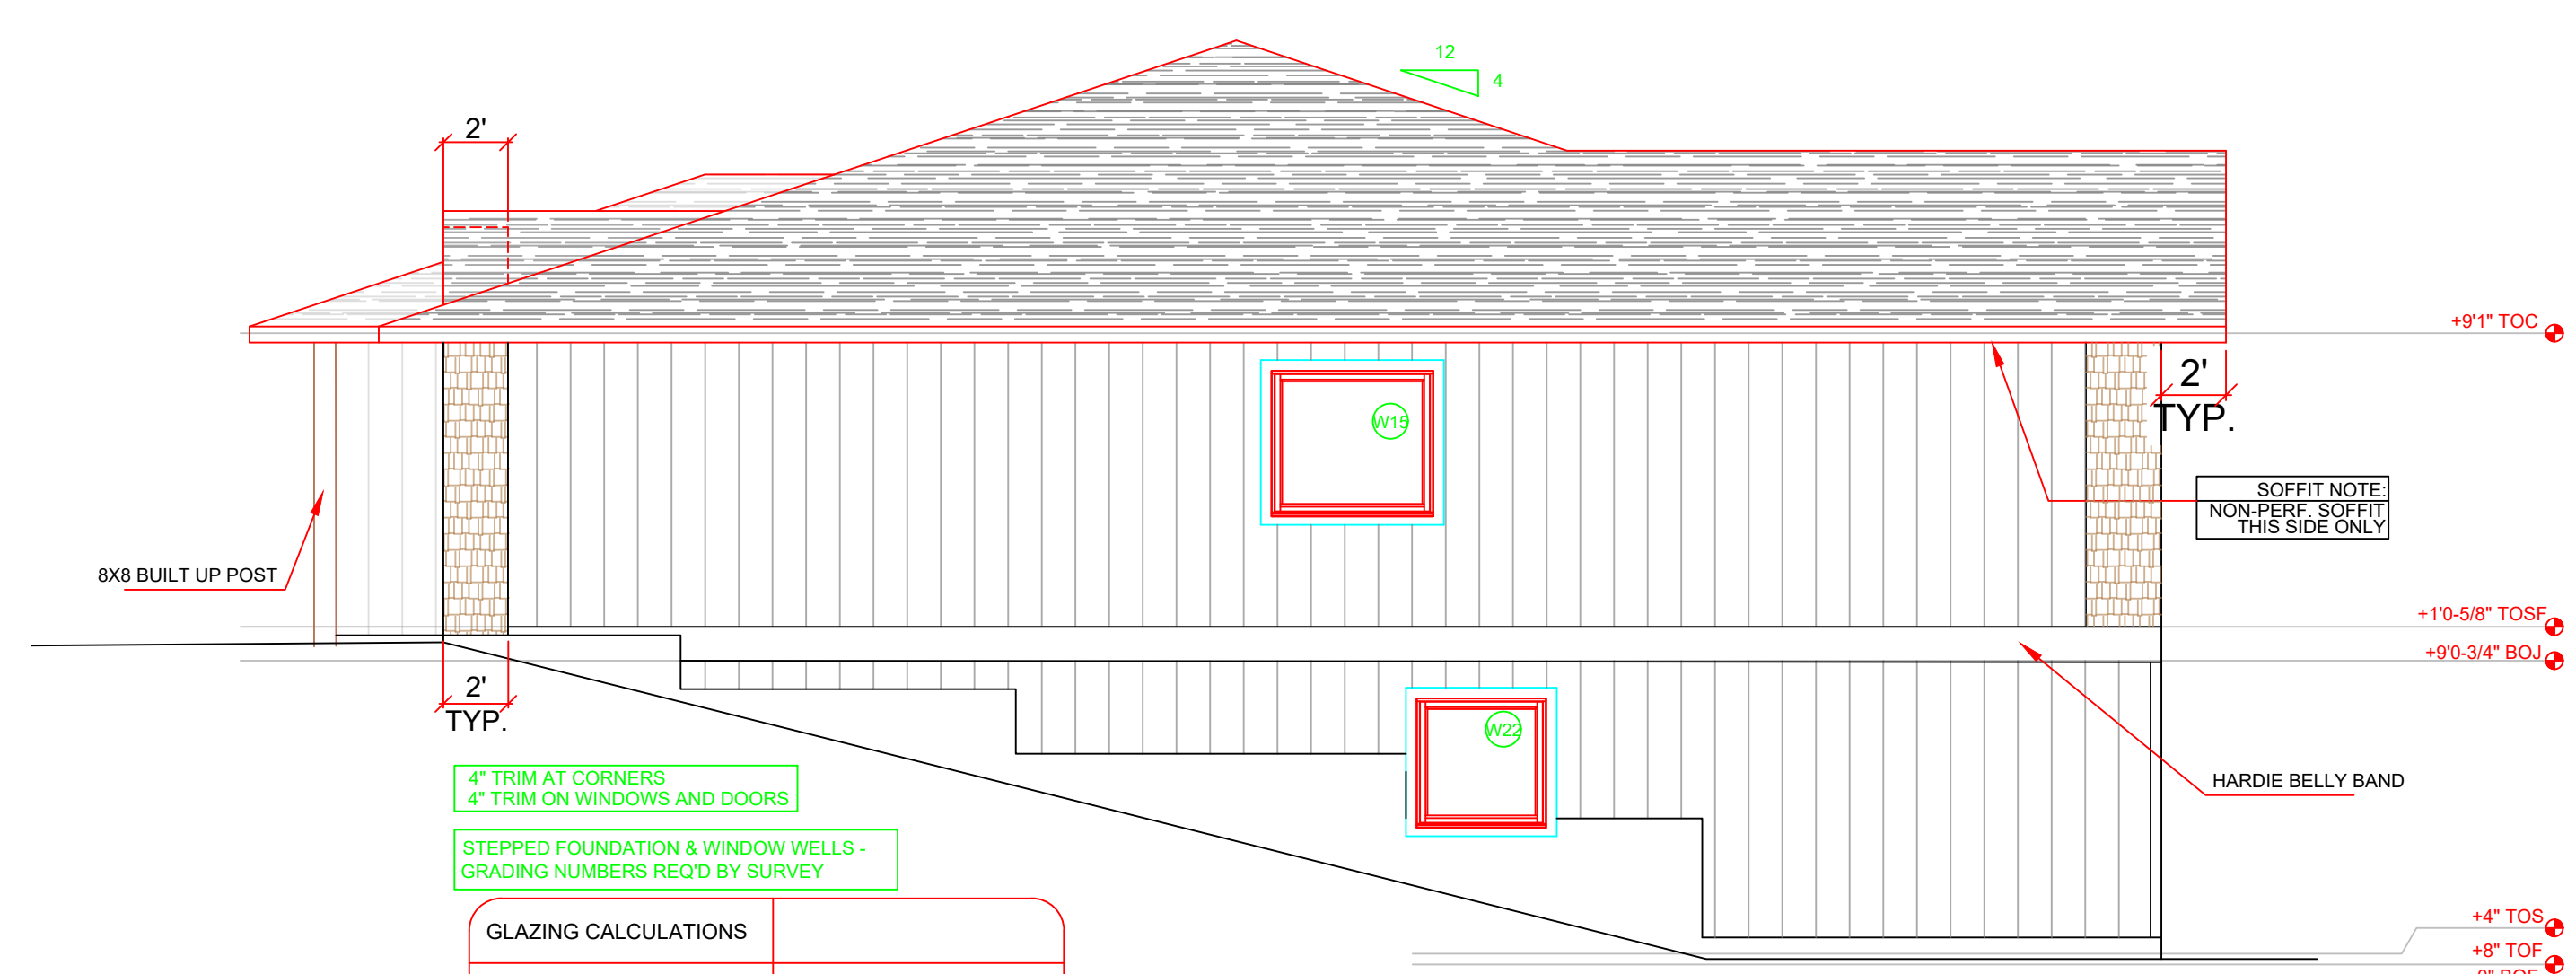 12
4
2'
+9'1" TOC
2'
TYP.
W15
SOFFIT NOTE:
NON-PERF. SOFFIT
THIS SIDE ONLY
8X8 BUILT UP POST
+1'0-5/8" TOSF
+9'0-3/4" BOJ
2'
TYP.
W22
4" TRIM AT CORNERS
4" TRIM ON WINDOWS AND DOORS
HARDIE BELLY BAND
STEPPED FOUNDATION & WINDOW WELLS -
GRADING NUMBERS REQ'D BY SURVEY
GLAZING CALCULATIONS
+4" TOS
+8" TOF